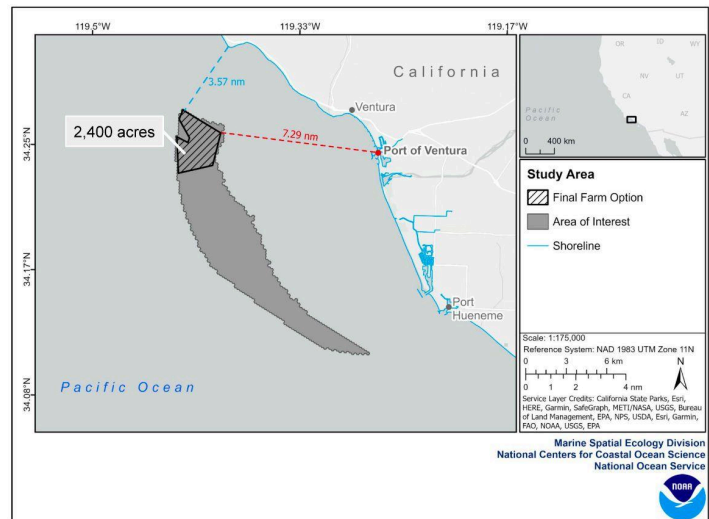 119.5°W
119.33°W
119.17°W
34.25°N
34.17°N
34.08°N
3.57 nm
California
Ventura
2,400 acres
7.29 nm
Port of Ventura
Port
Hueneme
Pacific Ocean
OR
ID
WY
NV
UT
CA
AZ
Pacific
Ocean
0 400 km
Study Area
Final Farm Option
Area of Interest
Shoreline
Scale: 1:175,000
Reference System: NAD 1983 UTM Zone 11N
0 3 6 km
N
0 1 2 4 nm
Service Layer Credits: California State Parks, Esri,
HERE, Garmin, SafeGraph, METI/NASA, USGS, Bureau
of Land Management, EPA, NPS, USDA, Esri, Garmin,
FAO, NOAA, USGS, EPA
Marine Spatial Ecology Division
National Centers for Coastal Ocean Science
National Ocean Service
NOAA